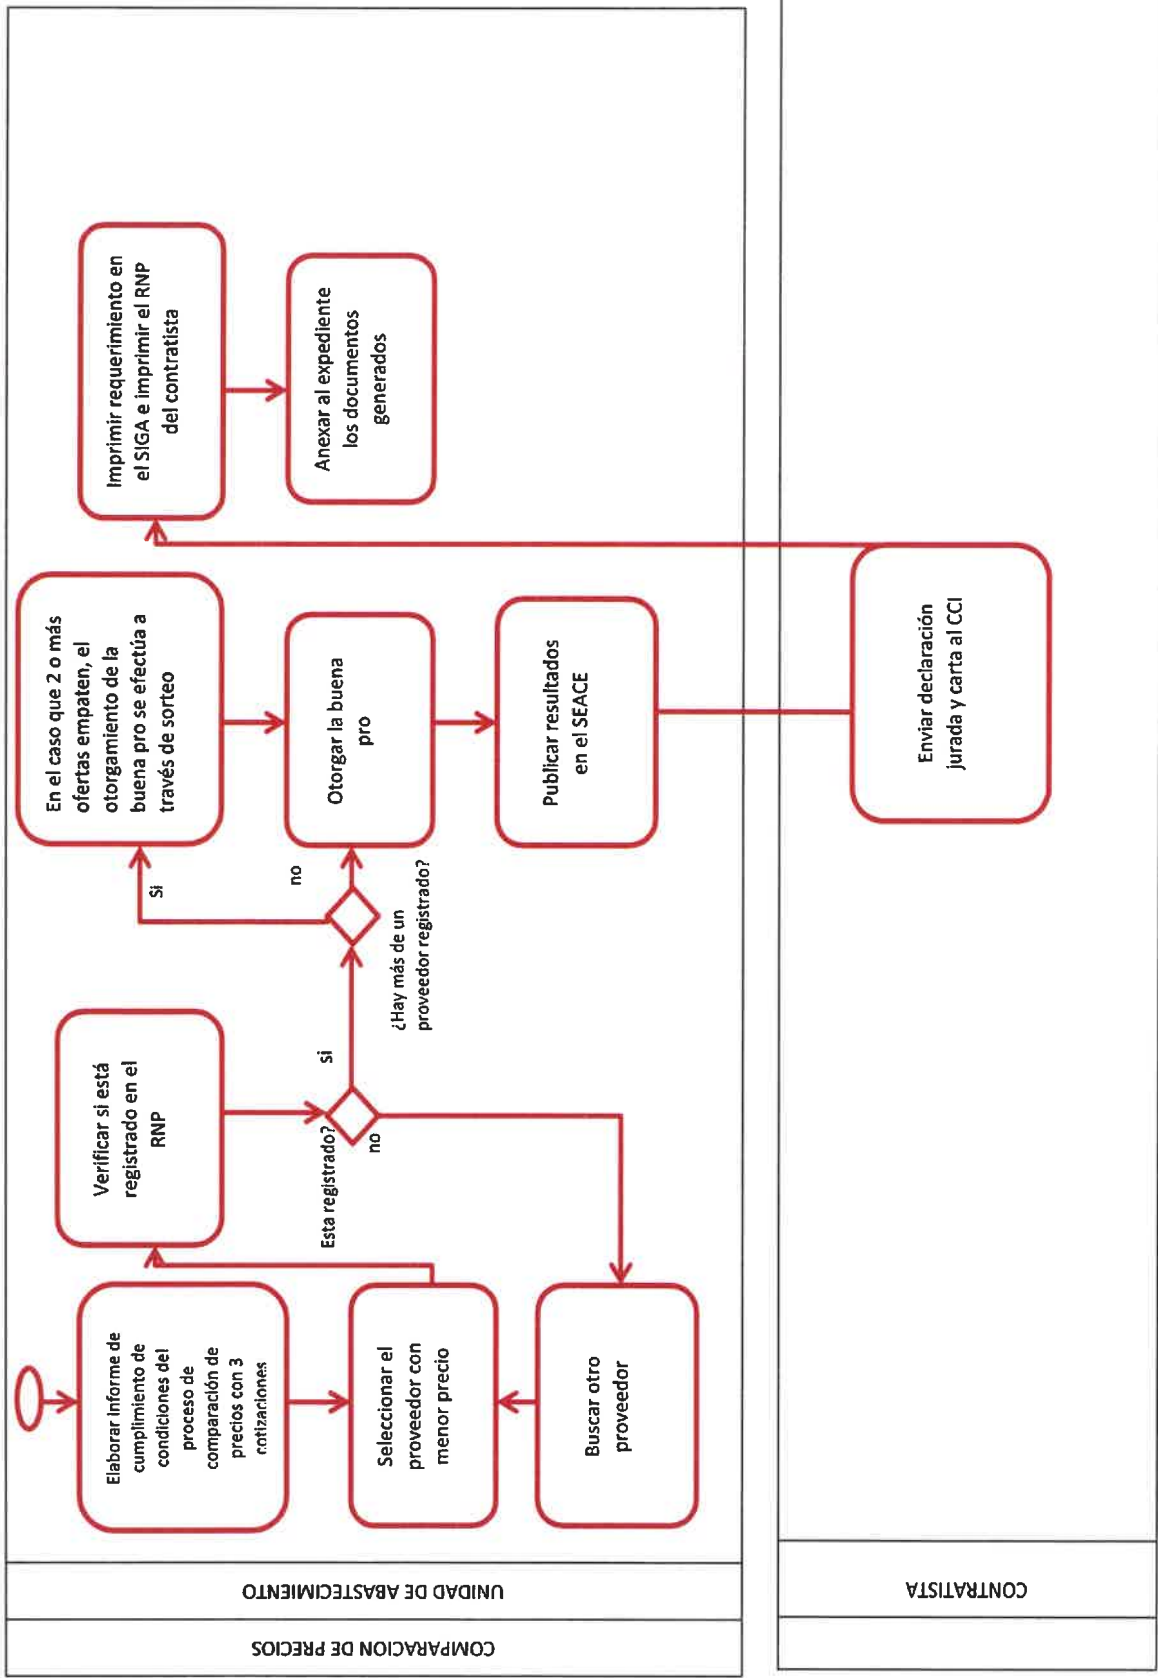 COMPARACION DE PRECIOS
UNIDAD DE ABASTECIMIENTO
Elaborar informe de
cumplimiento de
condiciones del
proceso de
comparación de
precios con 3
cotizaciones
Seleccionar el
proveedor con
menor precio
Buscar otro
proveedor
Verificar si está
registrado en el
RNP
Esta registrado?
no
si
¿Hay más de un
proveedor registrado?
Si
no
En el caso que 2 o más
ofertas empaten, el
otorgamiento de la
buena pro se efectúa a
través de sorteo
Otorgar la buena
pro
Publicar resultados
en el SEACE
Imprimir requerimiento en
el SIGA e imprimir el RNP
del contratista
Anexar al expediente
los documentos
generados
CONTRATISTA
Enviar declaración
jurada y carta al CCI